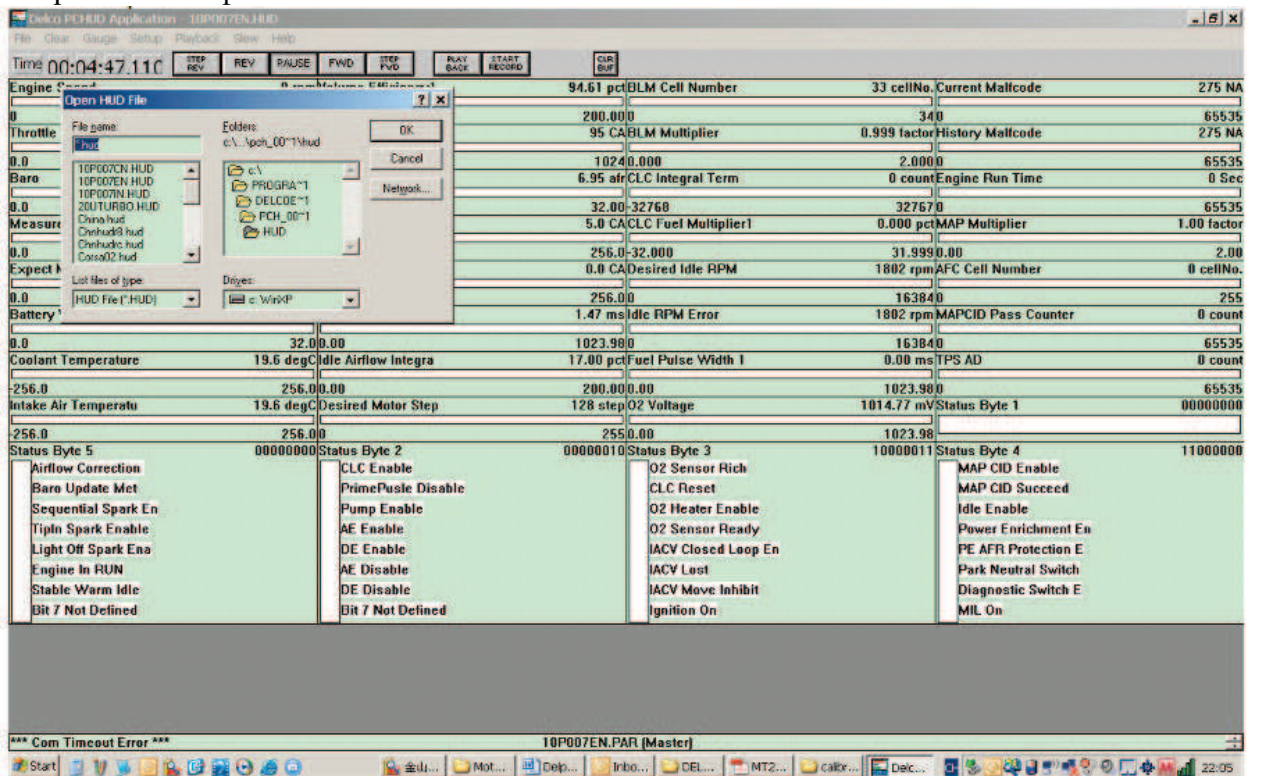 Delco PCHUD Application - 10P007EN.HUD
File Clear Gauge Setup Playback Slew Help
Time 00:04:47.110 STEP REV REV PAUSE FWD STEP FWD PLAY BACK START RECORD CLR BUF
Engine 94.61 pct BLM Cell Number 33 cellNo. Current Malfcode 275 NA
0 200.00 0 34 0 65535
Throttle 95 CA BLM Multiplier 0.999 factor History Malfcode 275 NA
0.0 1024 0.000 2.000 0 65535
Baro 6.95 afr CLC Integral Term 0 count Engine Run Time 0 Sec
0.0 32.00 -32768 32767 0 65535
Measure 5.0 CA CLC Fuel Multiplier1 0.000 pct MAP Multiplier 1.00 factor
0.0 256.0 -32.000 31.999 0.00 2.00
Expect 0.0 CA Desired Idle RPM 1802 rpm AFC Cell Number 0 cellNo.
0.0 256.0 0 16384 0 255
Battery 1.47 ms Idle RPM Error 1802 rpm MAPCID Pass Counter 0 count
0.0 32.0 0.00 1023.98 0 16384 0 65535
Coolant Temperature 19.6 degC Idle Airflow Integra 17.00 pct Fuel Pulse Width 1 0.00 ms TPS AD 0 count
-256.0 256.0 0.00 200.00 0.00 1023.98 0 65535
Intake Air Temperatu 19.6 degC Desired Motor Step 128 step O2 Voltage 1014.77 mV Status Byte 1 00000000
-256.0 256.0 0 255 0.00 1023.98
Status Byte 5 00000000 Status Byte 2 00000010 Status Byte 3 10000011 Status Byte 4 11000000
Airflow Correction CLC Enable O2 Sensor Rich MAP CID Enable
Baro Update Met PrimePusle Disable CLC Reset MAP CID Succeed
Sequential Spark En Pump Enable O2 Heater Enable Idle Enable
TipIn Spark Enable AE Enable O2 Sensor Ready Power Enrichment En
Light Off Spark Ena DE Enable IACV Closed Loop En PE AFR Protection E
Engine In RUN AE Disable IACV Lost Park Neutral Switch
Stable Warm Idle DE Disable IACV Move Inhibit Diagnostic Switch E
Bit 7 Not Defined Bit 7 Not Defined Ignition On MIL On
Open HUD File
File name: Folders: OK
*.hud c:\...\pch_00~1\hud
Cancel
10P007CN.HUD c:\
10P007EN.HUD PROGRA~1 Network...
10P007IN.HUD DELCOE~1
20UTURBO.HUD PCH_00~1
China.hud HUD
Chnhud8.hud
Chnhudrc.hud
Corsa02.hud
List files of type: Drives:
HUD File (*.HUD) c: WinXP
*** Com Timeout Error *** 10P007EN.PAR (Master)
Start 金山... Mot... Delp... Inbo... DEL... MT2... calibr... Delc... 22:05